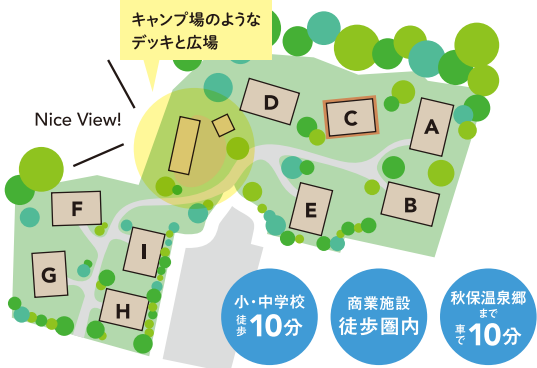 キャンプ場のような
デッキと広場
Nice View!
D
C
A
B
E
F
I
G
H
小・中学校
徒歩10分
商業施設
徒歩圏内
秋保温泉郷
まで
車で10分